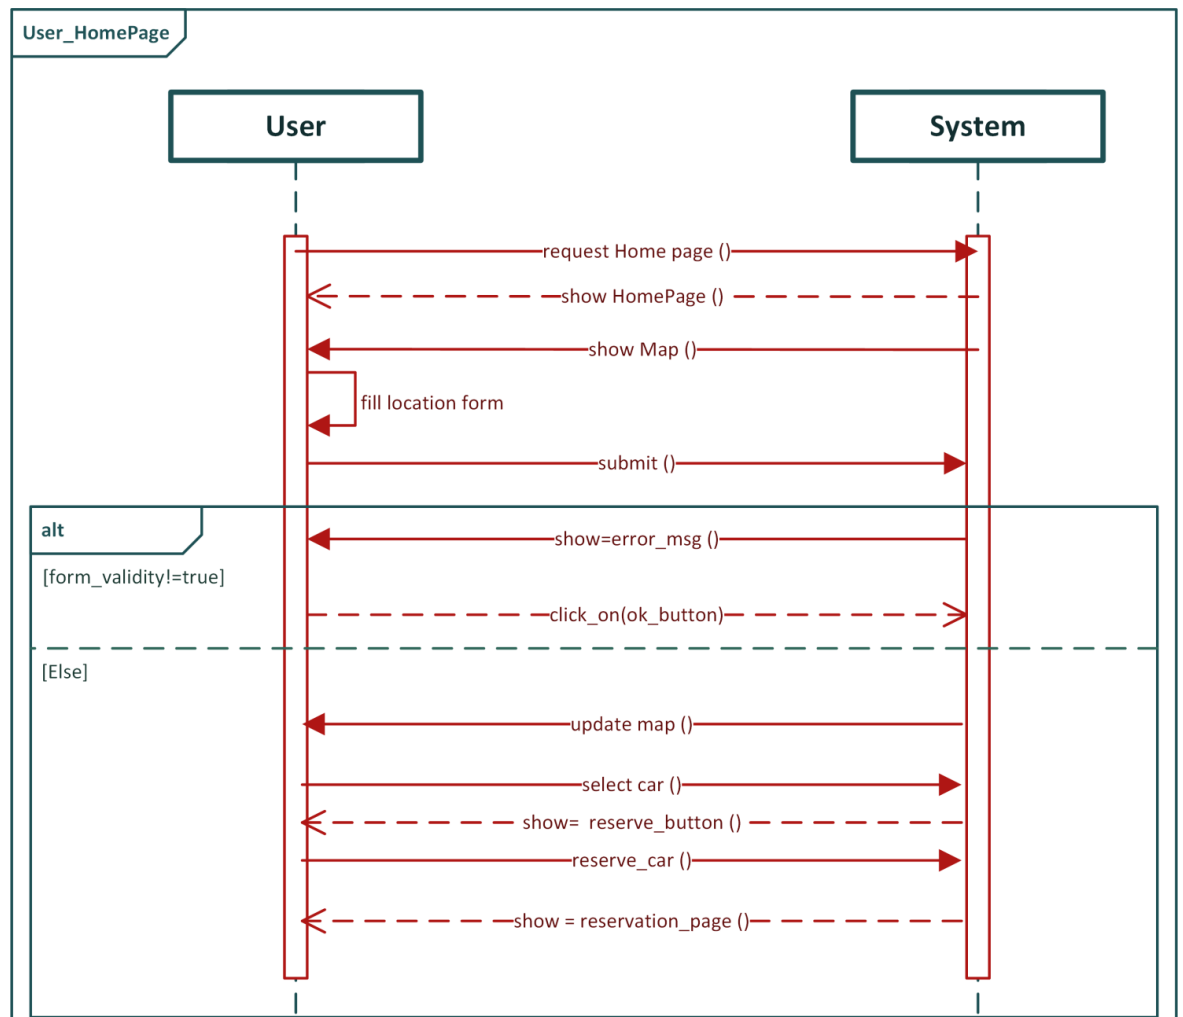 User_HomePage
User
System
request Home page ()
show HomePage ()
show Map ()
fill location form
submit ()
alt
show=error_msg ()
[form_validity!=true]
click_on(ok_button)
[Else]
update map ()
select car ()
show=  reserve_button ()
reserve_car ()
show = reservation_page ()